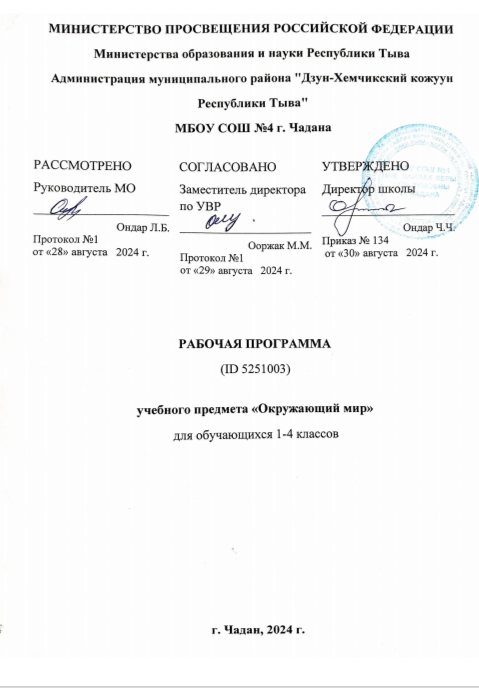 МИНИСТЕРСТВО ПРОСВЕЩЕНИЯ РОССИЙСКОЙ ФЕДЕРАЦИИ
Министерства образования и науки Республики Тыва
Администрация муниципального района "Дзун-Хемчикский кожуун
Республики Тыва"
МБОУ СОШ №4 г. Чадана
РАССМОТРЕНО
Руководитель МО
Ондар Л.Б.
Протокол №1
от «28» августа 2024 г.
СОГЛАСОВАНО
Заместитель директора
по УВР
Ооржак М.М.
Протокол №1
от «29» августа 2024 г.
УТВЕРЖДЕНО
Директор школы
Ондар Ч.Ч.
Приказ № 134
от «30» августа 2024 г.
РАБОЧАЯ ПРОГРАММА
(ID 5251003)
учебного предмета «Окружающий мир»
для обучающихся 1-4 классов
г. Чадан, 2024 г.